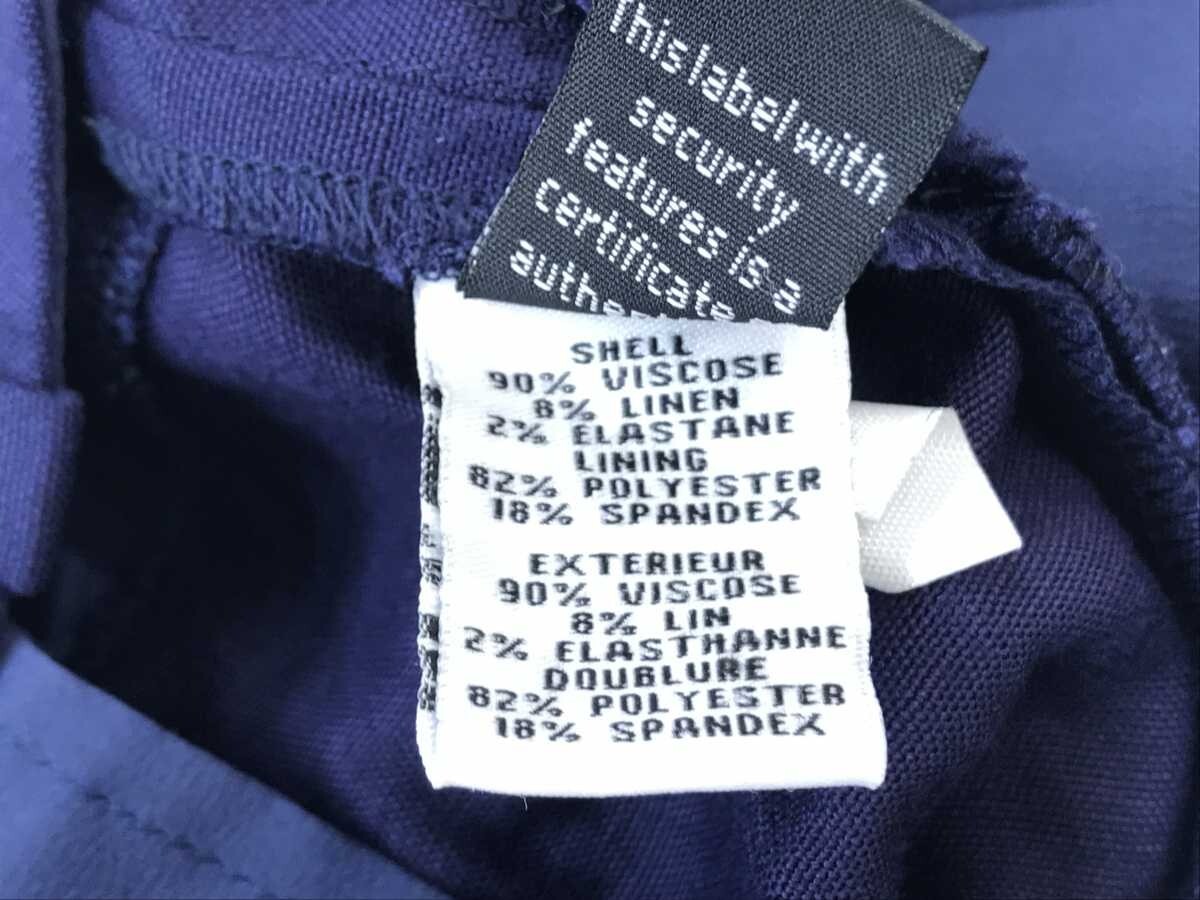 This label with
security
features is a
certificate
SHELL
90% VISCOSE
8% LINEN
2% ELASTANE
LINING
82% POLYESTER
18% SPANDEX
EXTERIEUR
90% VISCOSE
8% LIN
2% ELASTHANNE
DOUBLURE
82% POLYESTER
18% SPANDEX